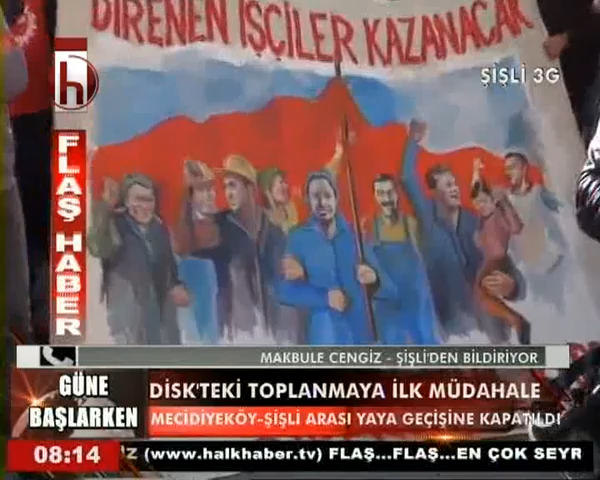 DİRENEN İŞÇİLER KAZANACAK
h
ŞİŞLİ 3G
FLAŞ HABER
MAKBULE CENGİZ - ŞİŞLİ'DEN BİLDİRİYOR
GÜNE BAŞLARKEN
DİSK'TEKİ TOPLANMAYA İLK MÜDAHALE
MECİDİYEKÖY-ŞİŞLİ ARASI YAYA GEÇİŞİNE KAPATILDI
08:14
IZ (www.halkhaber.tv) FLAŞ...FLAŞ...EN ÇOK SEYR